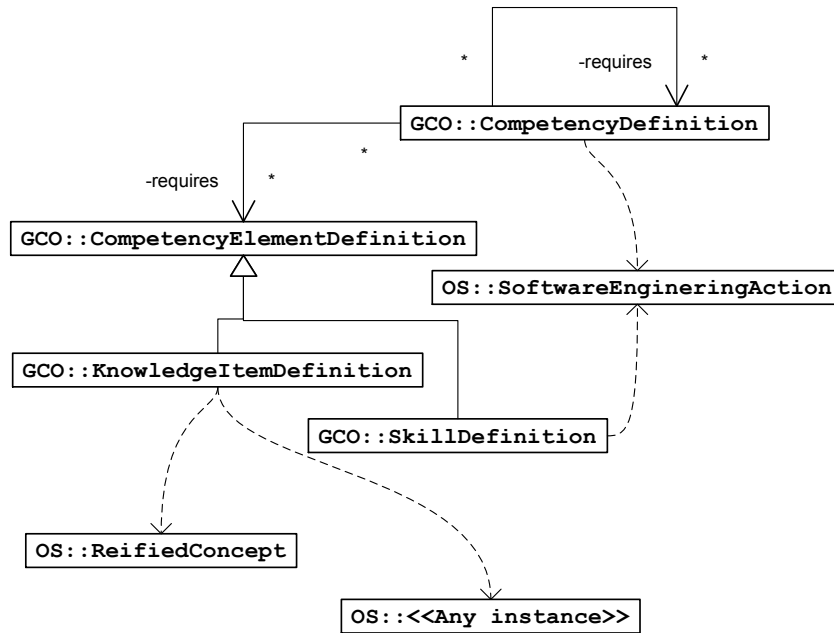 *
-requires
*
GCO::CompetencyDefinition
*
-requires
*
GCO::CompetencyElementDefinition
OS::SoftwareEngineringAction
GCO::KnowledgeItemDefinition
GCO::SkillDefinition
OS::ReifiedConcept
OS::<<Any instance>>